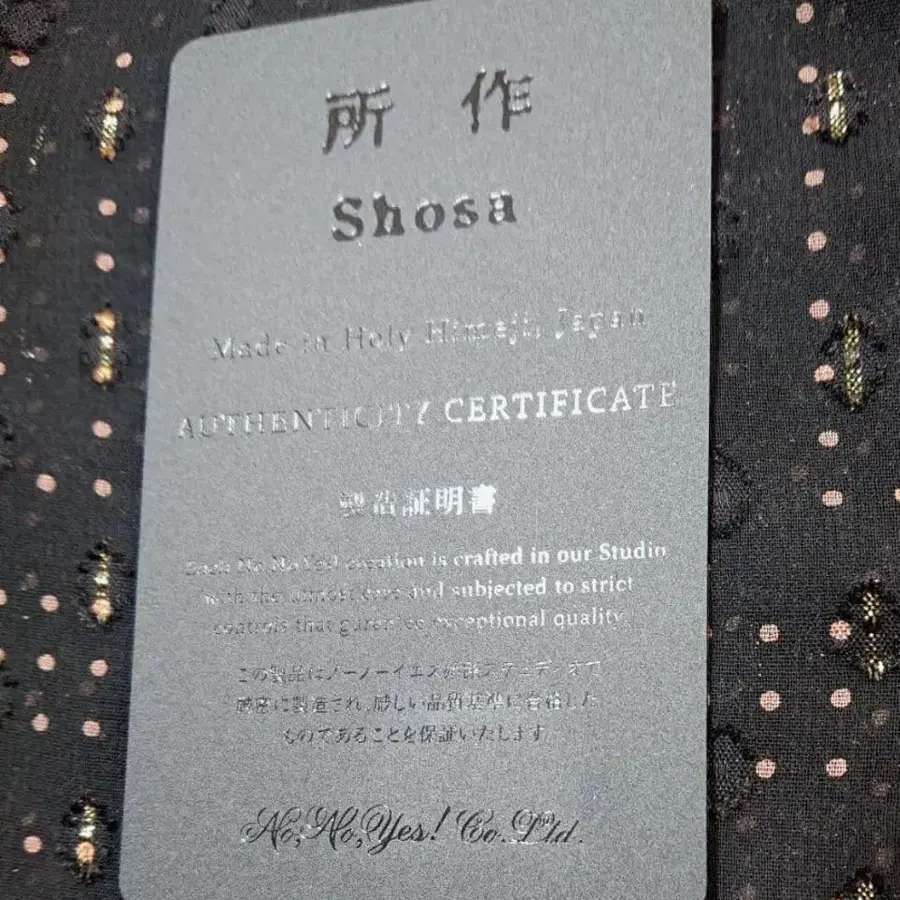 所作
Shosa
Made in Holy Himeji, Japan
AUTHENTICITY CERTIFICATE
製造証明書
Each No,No,Yes! creation is crafted in our Studio
with the utmost care and subjected to strict
controls that garantee exceptional quality.
この製品はノーノーイエス スタュディオで
厳密に製造され、厳しい品質基準に合格した
ものであることを保証いたします
No,No,Yes! Co.Ltd.